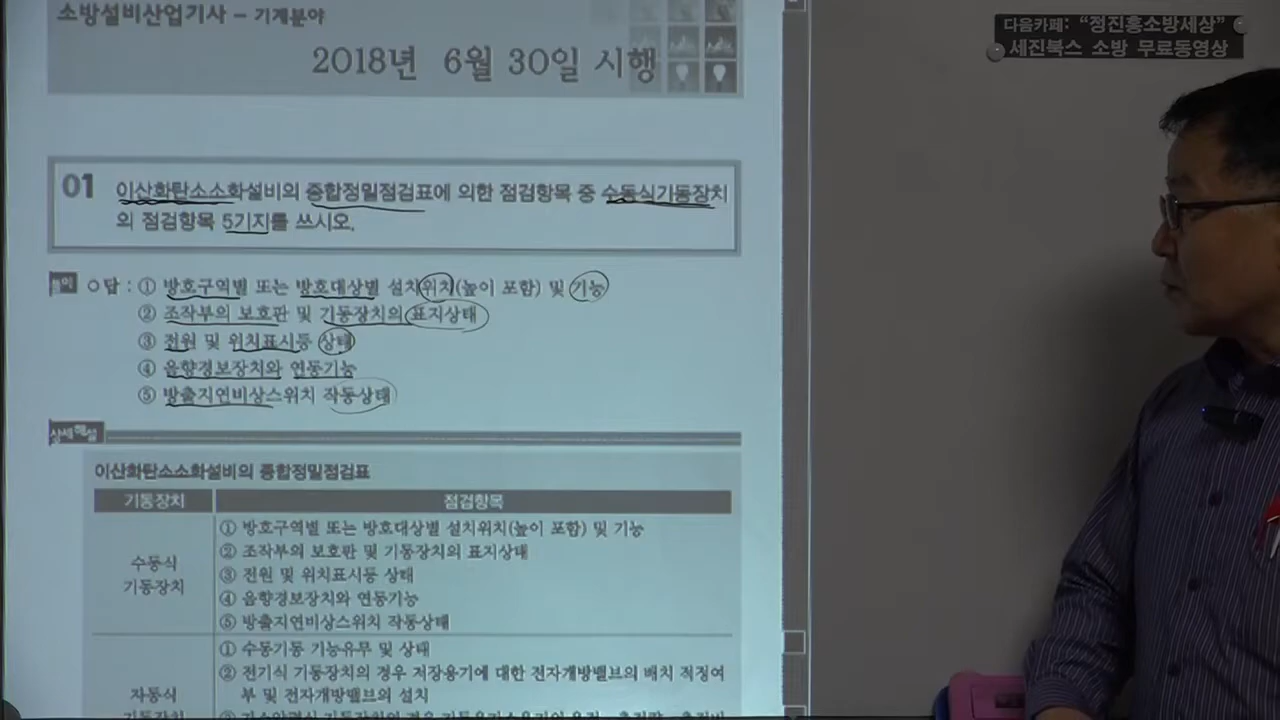 소방설비산업기사 – 기계분야
2018년 6월 30일 시행
다음카페: “정진홍소방세상”
세진북스 소방 무료동영상
01 이산화탄소소화설비의 종합정밀점검표에 의한 점검항목 중 수동식기동장치
의 점검항목 5가지를 쓰시오.
○답 : ① 방호구역별 또는 방호대상별 설치위치(높이 포함) 및 기능
② 조작부의 보호판 및 기동장치의 표지상태
③ 전원 및 위치표시등 상태
④ 음향경보장치와 연동기능
⑤ 방출지연비상스위치 작동상태
상세해설
이산화탄소소화설비의 종합정밀점검표
기동장치 점검항목
수동식
기동장치
① 방호구역별 또는 방호대상별 설치위치(높이 포함) 및 기능
② 조작부의 보호판 및 기동장치의 표지상태
③ 전원 및 위치표시등 상태
④ 음향경보장치와 연동기능
⑤ 방출지연비상스위치 작동상태
자동식
① 수동기동 기능유무 및 상태
② 전기식 기동장치의 경우 저장용기에 대한 전자개방밸브의 배치 적정여
부 및 전자개방밸브의 설치